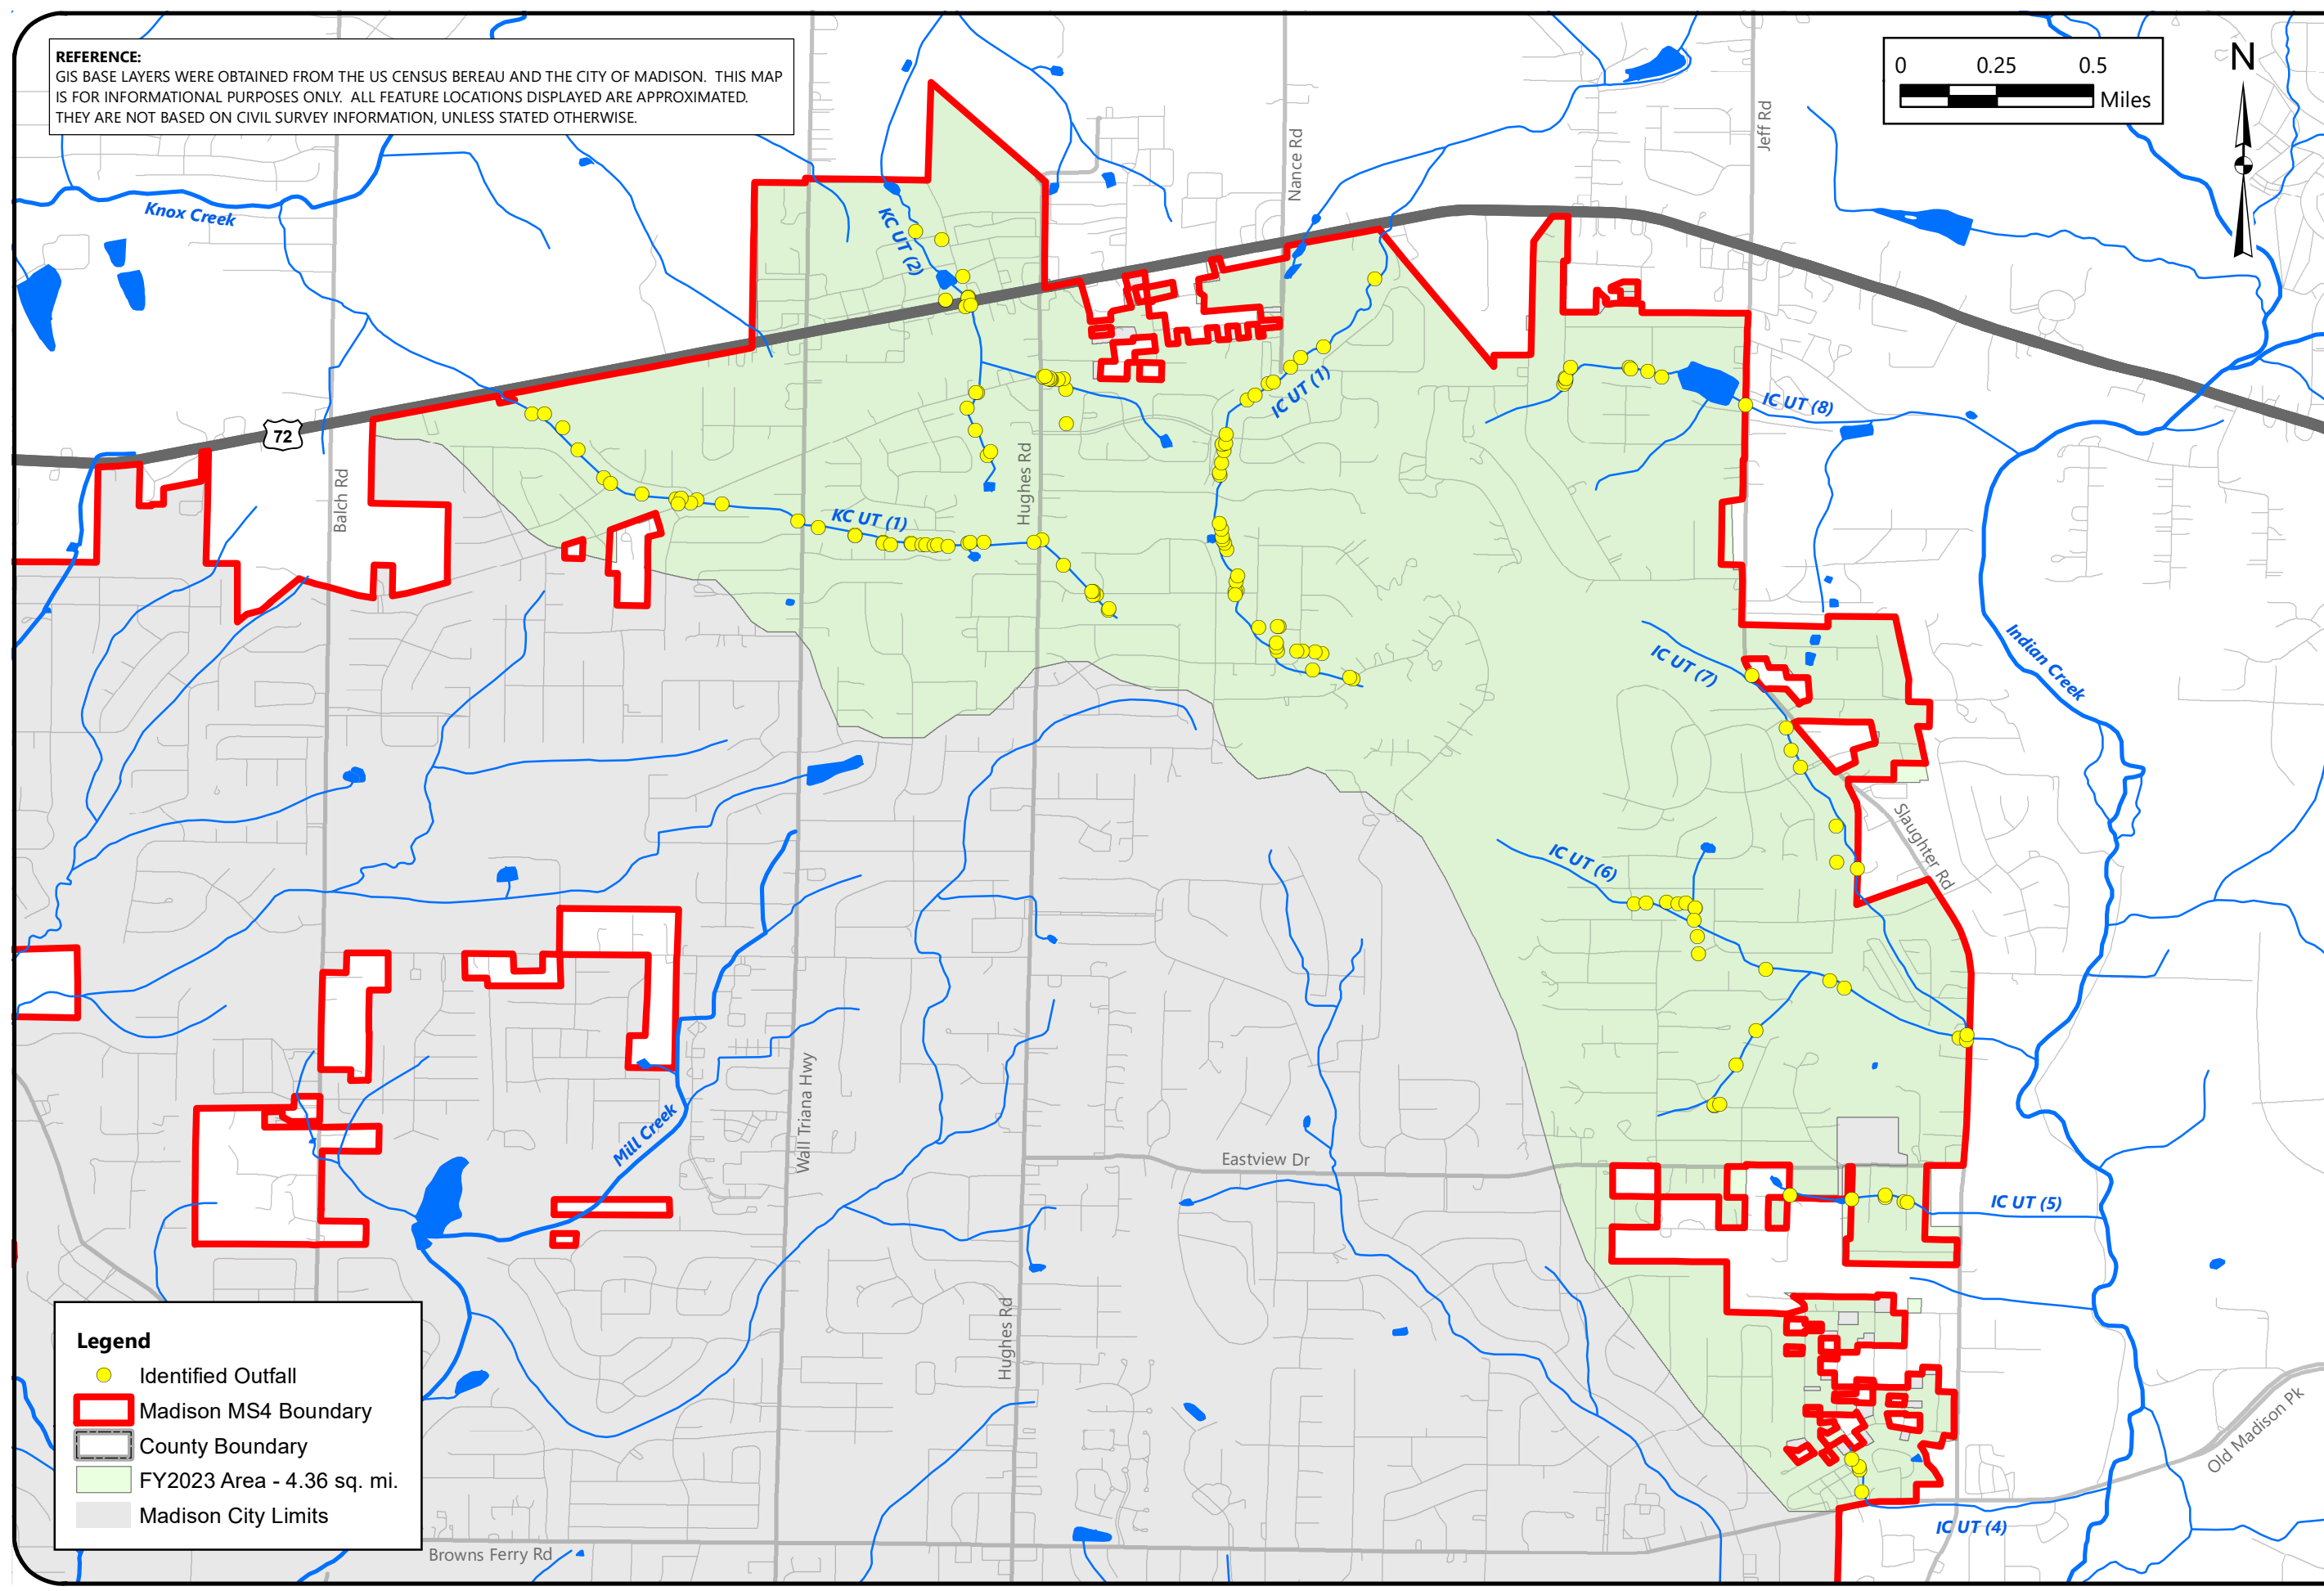 REFERENCE:
GIS BASE LAYERS WERE OBTAINED FROM THE US CENSUS BEREAU AND THE CITY OF MADISON. THIS MAP
IS FOR INFORMATIONAL PURPOSES ONLY. ALL FEATURE LOCATIONS DISPLAYED ARE APPROXIMATED.
THEY ARE NOT BASED ON CIVIL SURVEY INFORMATION, UNLESS STATED OTHERWISE.
0 0.25 0.5
Miles
N
Jeff Rd
Nance Rd
Knox Creek
KC UT (2)
IC UT (1)
IC UT (8)
72
Balch Rd
Hughes Rd
KC UT (1)
Indian Creek
IC UT (7)
Slaughter Rd
IC UT (6)
Wall Triana Hwy
Mill Creek
Eastview Dr
IC UT (5)
Hughes Rd
Old Madison Pk
IC UT (4)
Browns Ferry Rd
Legend
Identified Outfall
Madison MS4 Boundary
County Boundary
FY2023 Area - 4.36 sq. mi.
Madison City Limits